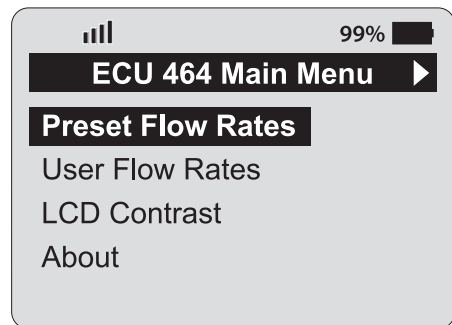 99%
ECU 464 Main Menu
Preset Flow Rates
User Flow Rates
LCD Contrast
About